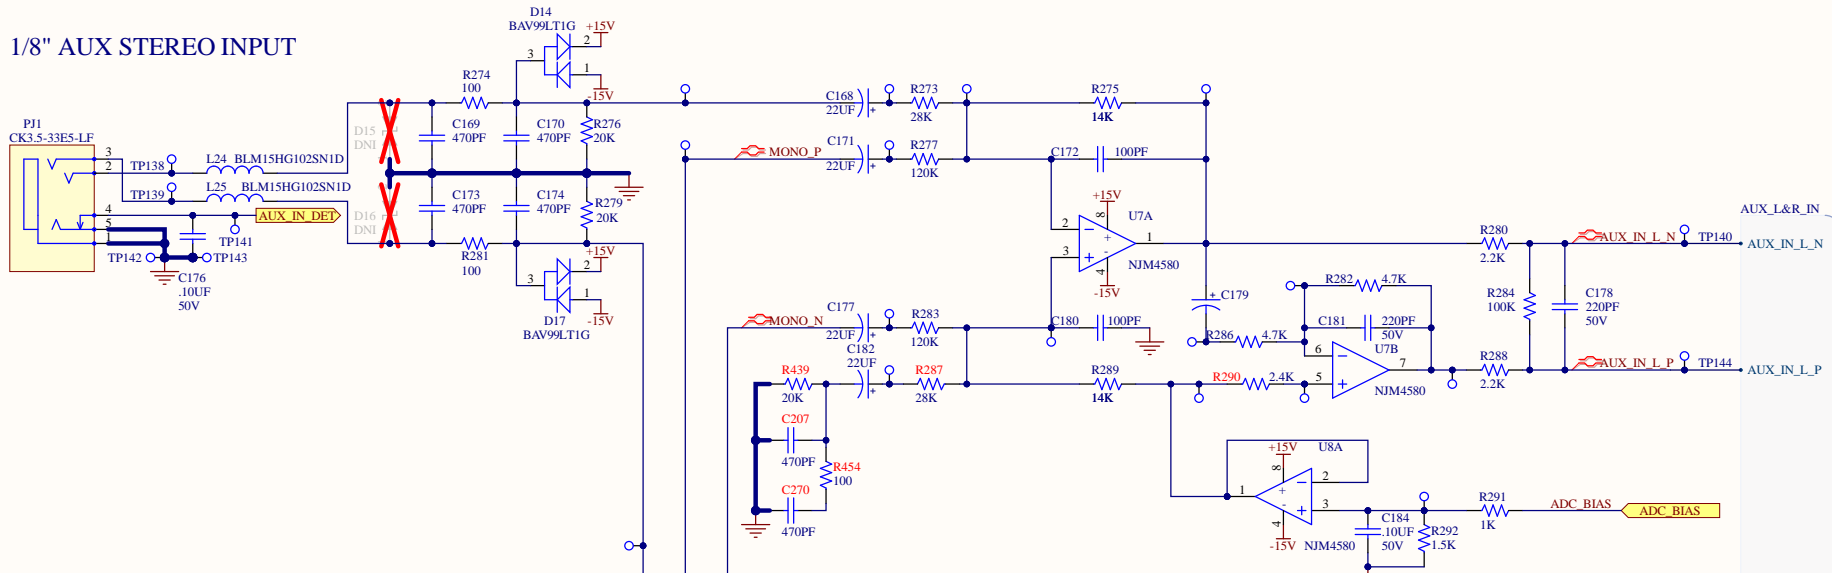 1/8" AUX STEREO INPUT
D14
BAV99LT1G
+15V
2
3
1
-15V
R274
100
PJ1
CK3.5-33E5-LF
3
2
4
5
1
TP138
L24 BLM15HG102SN1D
TP139
L25 BLM15HG102SN1D
AUX_IN_DET
TP141
TP142
TP143
C176
.10UF
50V
D15
DNI
D16
DNI
C169
470PF
C170
470PF
R276
20K
C173
470PF
C174
470PF
R279
20K
R281
100
+15V
2
3
1
-15V
D17
BAV99LT1G
C168
22UF
+
R273
28K
R275
14K
MONO_P
C171
22UF
+
R277
120K
C172
100PF
+15V
8
U7A
2
3
1
4
-15V
NJM4580
MONO_N
C177
22UF
+
R283
120K
C180
100PF
R439
20K
C182
22UF
+
R287
28K
R289
14K
C207
470PF
R454
100
C270
470PF
C179
+
R286
4.7K
R282
4.7K
C181
220PF
50V
U7B
6
5
7
NJM4580
R290
2.4K
R280
2.2K
R284
100K
C178
220PF
50V
R288
2.2K
AUX_IN_L_N
TP140
AUX_IN_L_P
TP144
AUX_L&R_IN
AUX_IN_L_N
AUX_IN_L_P
+15V
U8A
8
2
1
3
4
-15V
NJM4580
C184
.10UF
50V
R292
1.5K
R291
1K
ADC_BIAS
ADC_BIAS